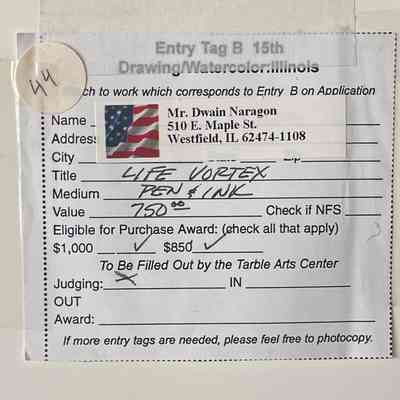 Entry Tag B 15th
Drawing/Watercolor:Illinois
44
ch to work which corresponds to Entry B on Application
Mr. Dwain Naragon
510 E. Maple St.
Westfield, IL 62474-1108
Name
Address
City
Title LIFE VORTEX
Medium PEN & INK
Value 750.00 Check if NFS
Eligible for Purchase Award: (check all that apply)
$1,000 ✓ $850 ✓
To Be Filled Out by the Tarble Arts Center
Judging: X IN
OUT
Award:
If more entry tags are needed, please feel free to photocopy.